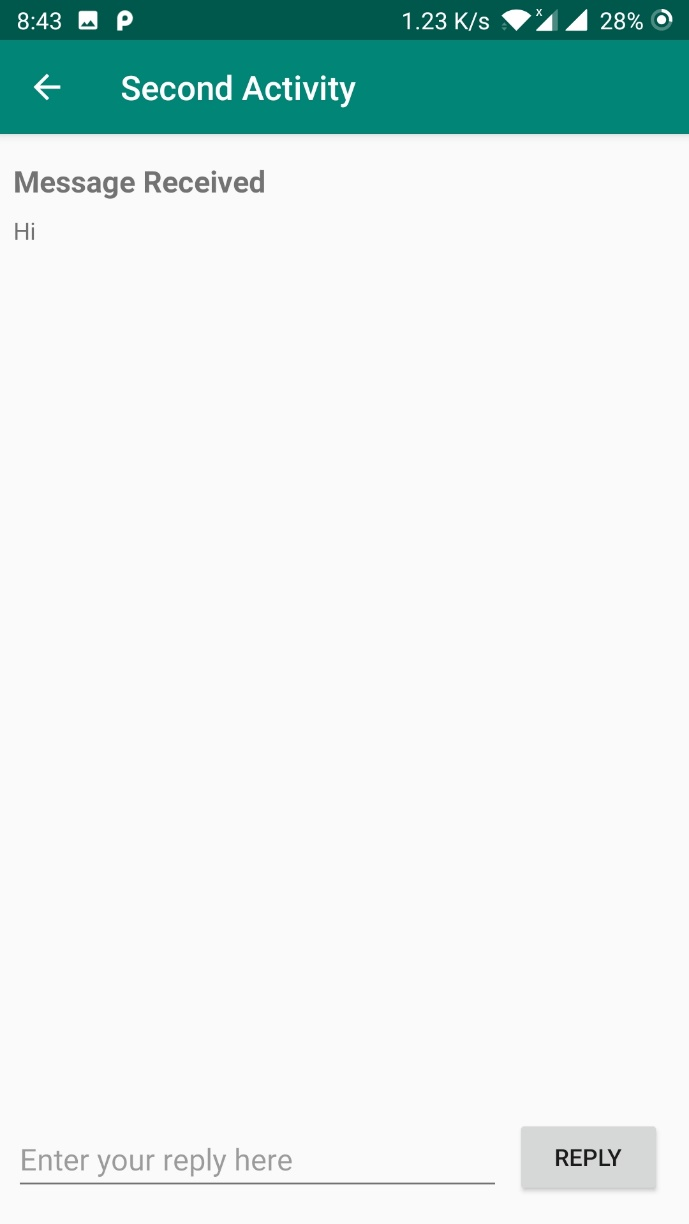 8:43 1.23 K/s x 28%
Second Activity
Message Received
Hi
Enter your reply here
REPLY